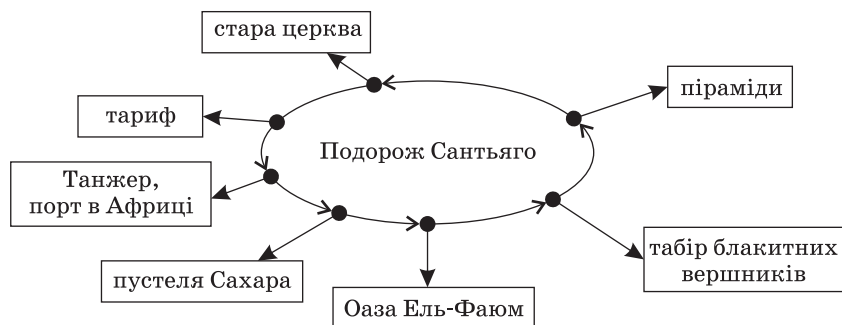 стара церква
піраміди
тариф
Подорож Сантьяго
Танжер,
порт в Африці
табір блакитних
вершників
пустеля Сахара
Оаза Ель-Фаюм